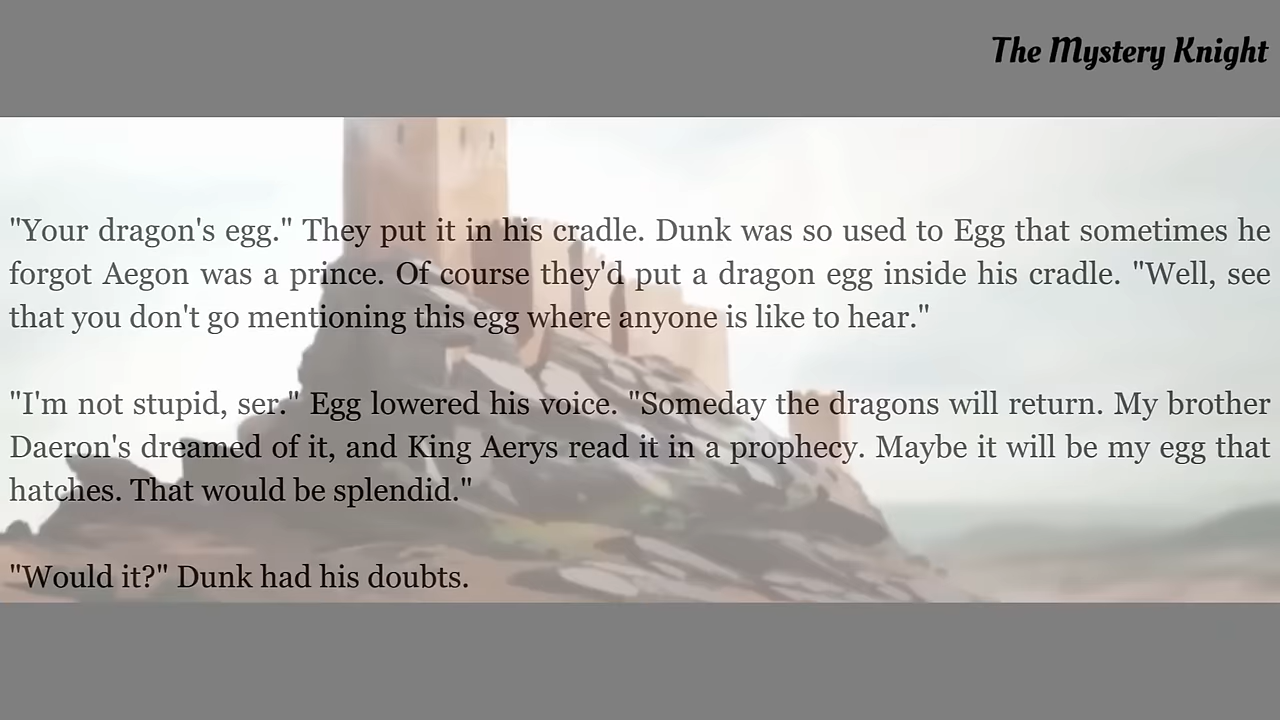 The Mystery Knight
"Your dragon's egg." They put it in his cradle. Dunk was so used to Egg that sometimes he
forgot Aegon was a prince. Of course they'd put a dragon egg inside his cradle. "Well, see
that you don't go mentioning this egg where anyone is like to hear."
"I'm not stupid, ser." Egg lowered his voice. "Someday the dragons will return. My brother
Daeron's dreamed of it, and King Aerys read it in a prophecy. Maybe it will be my egg that
hatches. That would be splendid."
"Would it?" Dunk had his doubts.